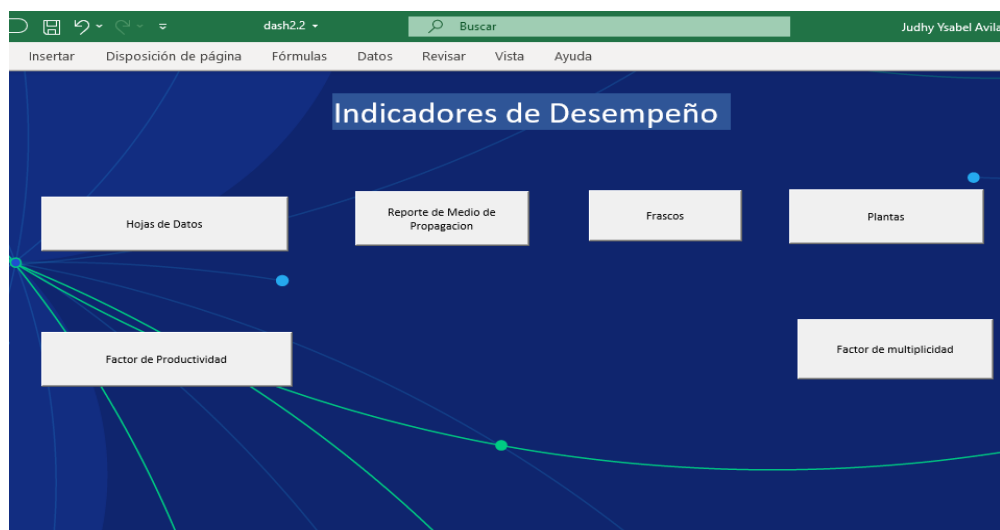 dash2.2
Buscar
Judhy Ysabel Avila
Insertar Disposición de página Fórmulas Datos Revisar Vista Ayuda
Indicadores de Desempeño
Hojas de Datos
Reporte de Medio de
Propagacion
Frascos
Plantas
Factor de Productividad
Factor de multiplicidad